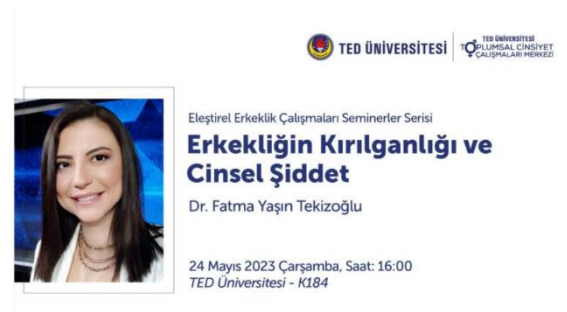 TED ÜNİVERSİTESİ
TED ÜNİVERSİTESİ
TOPLUMSAL CİNSİYET
ÇALIŞMALARI MERKEZİ
Eleştirel Erkeklik Çalışmaları Seminerler Serisi
Erkekliğin Kırılganlığı ve
Cinsel Şiddet
Dr. Fatma Yaşın Tekizoğlu
24 Mayıs 2023 Çarşamba, Saat: 16:00
TED Üniversitesi - K184